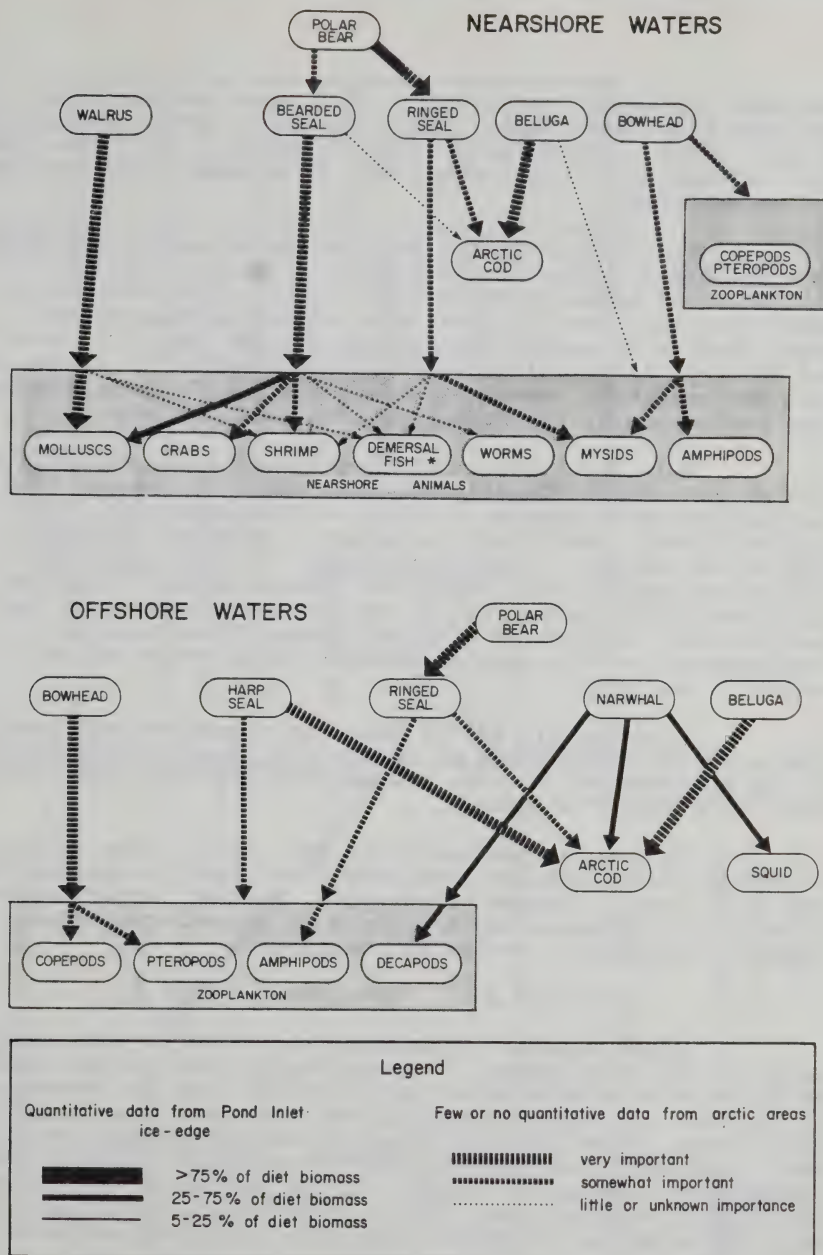 NEARSHORE WATERS
POLAR
BEAR
WALRUS
BEARDED
SEAL
RINGED
SEAL
BELUGA
BOWHEAD
ARCTIC
COD
COPEPODS
PTEROPODS
ZOOPLANKTON
MOLLUSCS
CRABS
SHRIMP
DEMERSAL
FISH *
WORMS
MYSIDS
AMPHIPODS
NEARSHORE ANIMALS
OFFSHORE WATERS
POLAR
BEAR
BOWHEAD
HARP
SEAL
RINGED
SEAL
NARWHAL
BELUGA
ARCTIC
COD
SQUID
COPEPODS
PTEROPODS
AMPHIPODS
DECAPODS
ZOOPLANKTON
Legend
Quantitative data from Pond Inlet
ice-edge
>75% of diet biomass
25-75% of diet biomass
5-25 % of diet biomass
Few or no quantitative data from arctic areas
very important
somewhat important
little or unknown importance